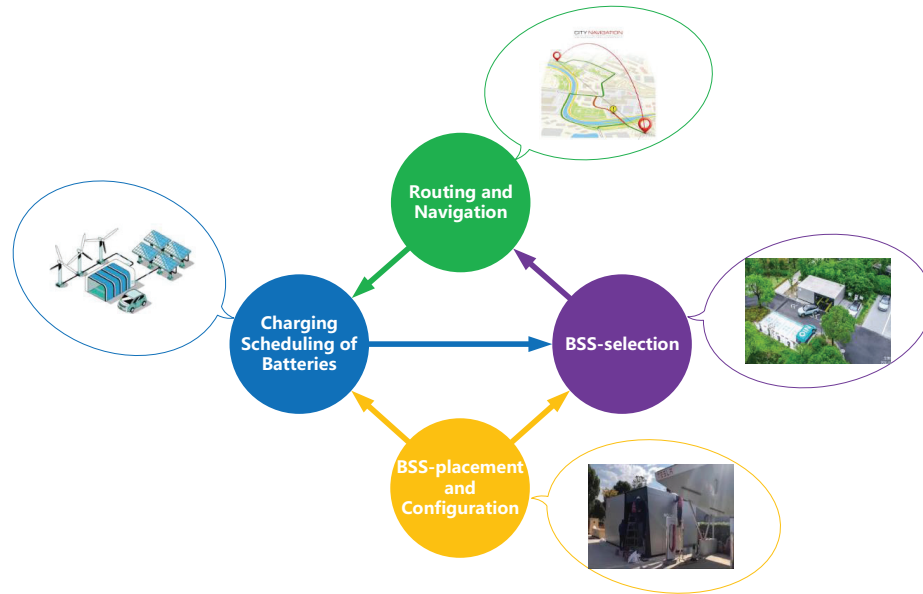 CITY NAVIGATION
Routing and
Navigation
Charging
Scheduling of
Batteries
BSS-selection
BSS-placement
and
Configuration